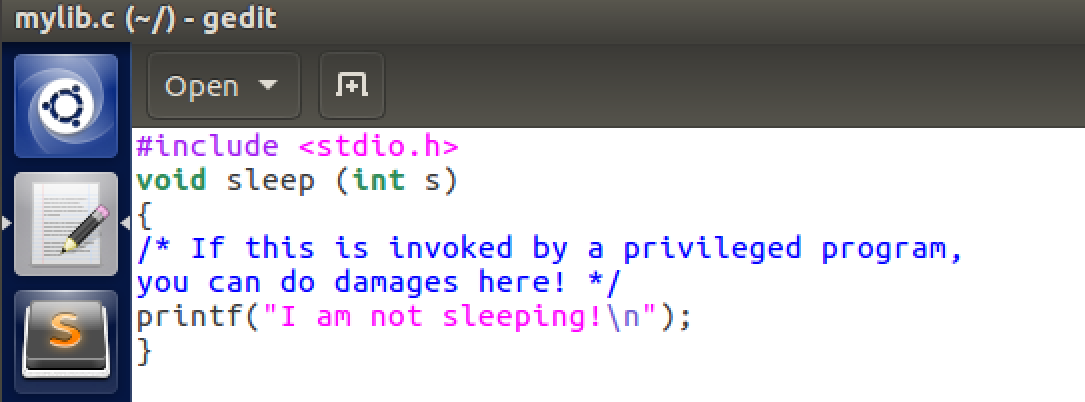 mylib.c (~/) - gedit
Open
#include <stdio.h>
void sleep (int s)
{
/* If this is invoked by a privileged program,
you can do damages here! */
printf("I am not sleeping!\n");
}